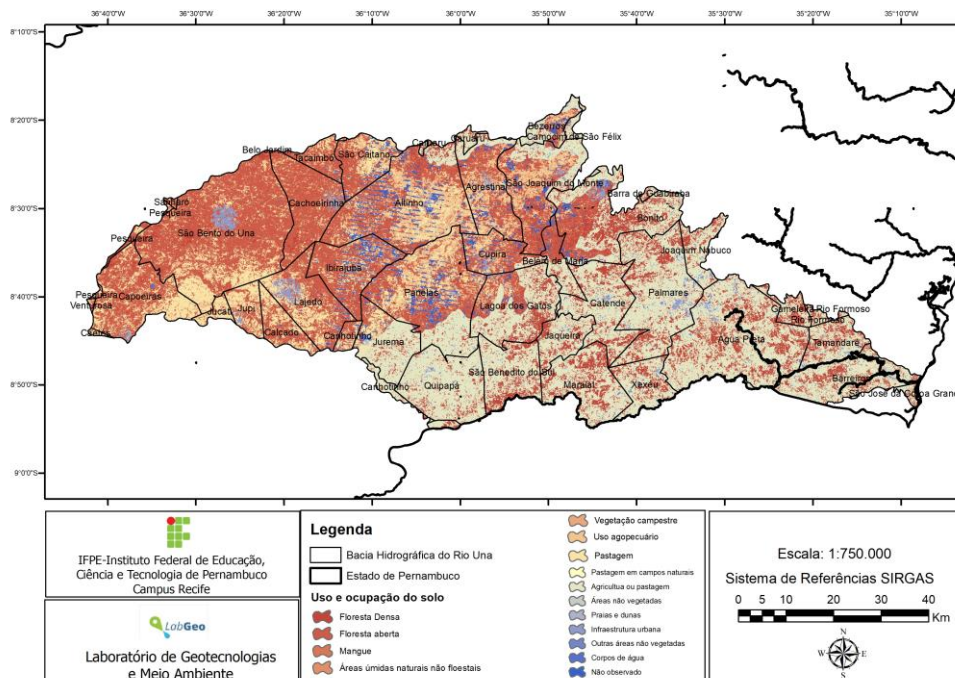 36°40'0"S
36°30'0"S
36°20'0"S
36°10'0"S
36°0'0"S
35°50'0"S
35°40'0"S
35°30'0"S
35°20'0"S
35°10'0"S
8°10'0"S
8°20'0"S
8°30'0"S
8°40'0"S
8°50'0"S
9°0'0"S
Bezerros
Camocim de São Félix
Caruaru
São Caitano
Belo Jardim
Tacaimbó
Agrestina
São Joaquim do Monte
Barra de Guabiraba
Sanharó
Pesqueira
Cachoeirinha
Altinho
Bonito
São Bento do Una
Pesqueira
Joaquim Nabuco
Cupira
Belém de Maria
Ibirajuba
Pesqueira
Venturosa
Capoeiras
Panelas
Palmares
Jucati
Jupi
Lajedo
Lagoa dos Gatos
Catende
Gameleira
Rio Formoso
Rio Formoso
Caetés
Calçado
Canhotinho
Jurema
Jaqueira
Água Preta
Tamandaré
Canhotinho
Quipapá
São Benedito do Sul
Maraial
Xexéu
Barreiros
São José da Coroa Grande
IFPE-Instituto Federal de Educação,
Ciência e Tecnologia de Pernambuco
Campus Recife
LabGeo
Laboratório de Geotecnologias
e Meio Ambiente
Legenda
Bacia Hidrográfica do Rio Una
Estado de Pernambuco
Uso e ocupação do solo
Floresta Densa
Floresta aberta
Mangue
Áreas úmidas naturais não floestais
Vegetação campestre
Uso agopecuário
Pastagem
Pastagem em campos naturais
Agricultua ou pastagem
Áreas não vegetadas
Praias e dunas
Infraestrutura urbana
Outras áreas não vegetadas
Corpos de água
Não observado
Escala: 1:750.000
Sistema de Referências SIRGAS
0 5 10 20 30 40
Km
N
W E
S